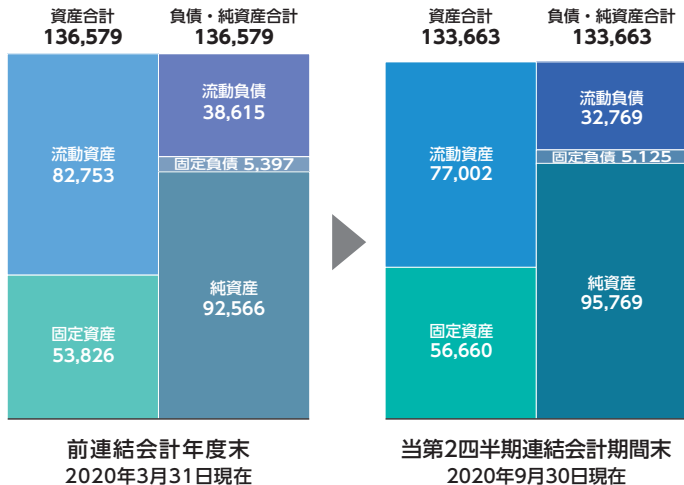 資産合計
136,579
負債・純資産合計
136,579
流動資産
82,753
固定資産
53,826
流動負債
38,615
固定負債 5,397
純資産
92,566
前連結会計年度末
2020年3月31日現在
資産合計
133,663
負債・純資産合計
133,663
流動資産
77,002
固定資産
56,660
流動負債
32,769
固定負債 5,125
純資産
95,769
当第2四半期連結会計期間末
2020年9月30日現在